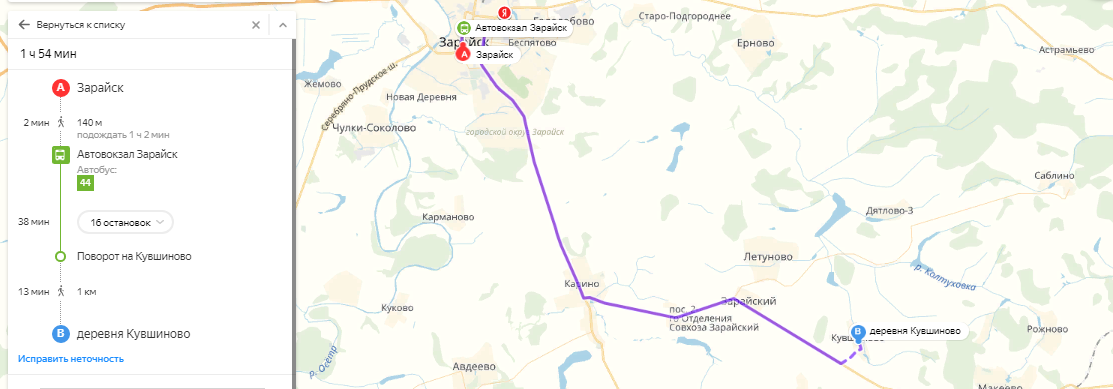 Вернуться к списку
1 ч 54 мин
А
Зарайск
2 мин
140 м
подождать 1 ч 2 мин
Автовокзал Зарайск
Автобус:
44
38 мин
16 остановок
Поворот на Кувшиново
13 мин
1 км
В
деревня Кувшиново
Исправить неточность
Я
Старо-Подгороднее
Автовокзал Зарайск
Зарайск
Беспятово
Ерново
А
Зарайск
Астрамьево
Жёмово
Серебряно-Прудское ш.
Новая Деревня
Чулки-Соколово
городской округ Зарайск
Саблино
Карманово
Дятлово-3
Летуново
р. Колтуховка
Карино
Зарайский
Куково
пос. 2-
го Отделения
Совхоза Зарайский
В
деревня Кувшиново
Рожново
р. Осётр
Авдеево
Макеево